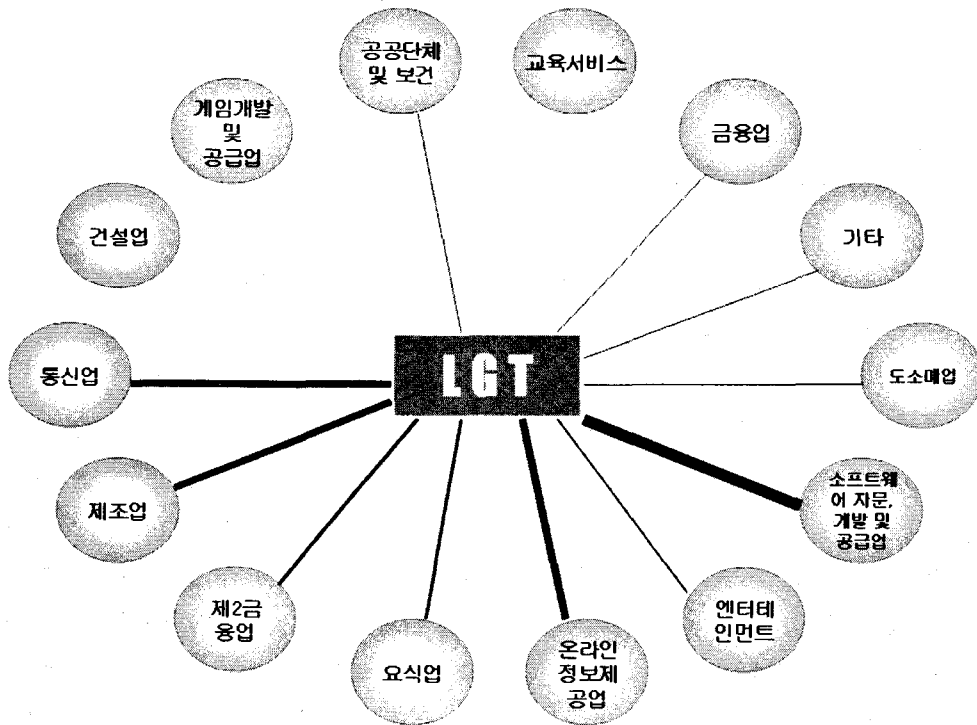 공공단체
및 보건
교육서비스
게임개발
및
공급업
금융업
건설업
기타
LGT
통신업
도소매업
제조업
소프트웨
어 자문,
개발 및
공급업
제2금
융업
엔터테
인먼트
요식업
온라인
정보제
공업